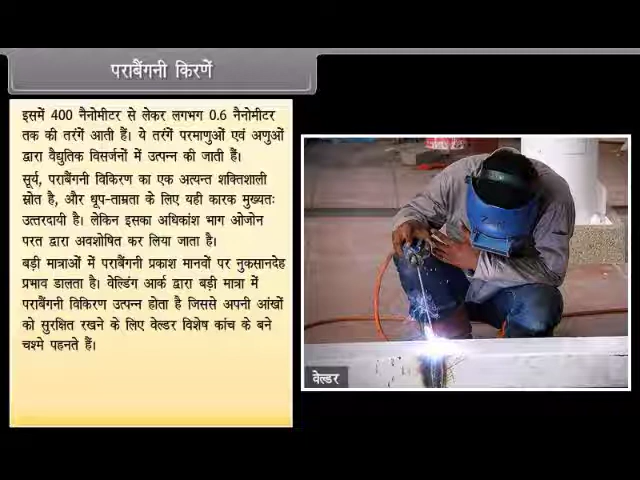 पराबैंगनी किरणें
इसमें 400 नैनोमीटर से लेकर लगभग 0.6 नैनोमीटर
तक की तरंगें आती हैं। ये तरंगें परमाणुओं एवं अणुओं
द्वारा वैद्युतिक विसर्जनों में उत्पन्न की जाती हैं।
सूर्य, पराबैंगनी विकिरण का एक अत्यन्त शक्तिशाली
स्रोत है, और धूप-ताम्रता के लिए यही कारक मुख्यतः
उत्तरदायी है। लेकिन इसका अधिकांश भाग ओजोन
परत द्वारा अवशोषित कर लिया जाता है।
बड़ी मात्राओं में पराबैंगनी प्रकाश मानवों पर नुकसानदेह
प्रभाव डालता है। वेल्डिंग आर्क द्वारा बड़ी मात्रा में
पराबैंगनी विकिरण उत्पन्न होता है जिससे अपनी आंखों
को सुरक्षित रखने के लिए वेल्डर विशेष कांच के बने
चश्मे पहनते हैं।
वेल्डर